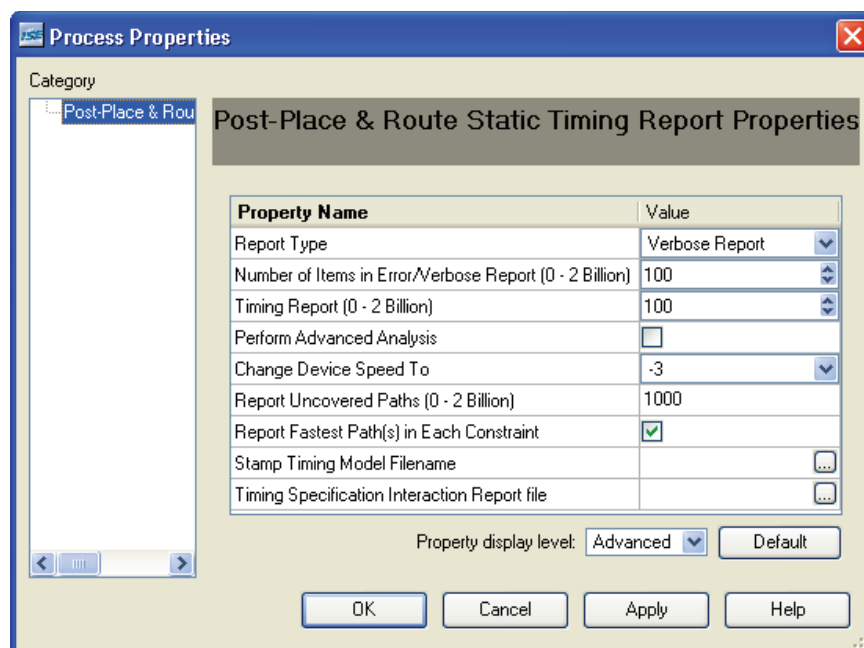 ISE Process Properties
Category
Post-Place & Rou
Post-Place & Route Static Timing Report Properties
Property Name Value
Report Type Verbose Report
Number of Items in Error/Verbose Report (0 - 2 Billion) 100
Timing Report (0 - 2 Billion) 100
Perform Advanced Analysis
Change Device Speed To -3
Report Uncovered Paths (0 - 2 Billion) 1000
Report Fastest Path(s) in Each Constraint
Stamp Timing Model Filename ...
Timing Specification Interaction Report file ...
Property display level: Advanced Default
OK Cancel Apply Help